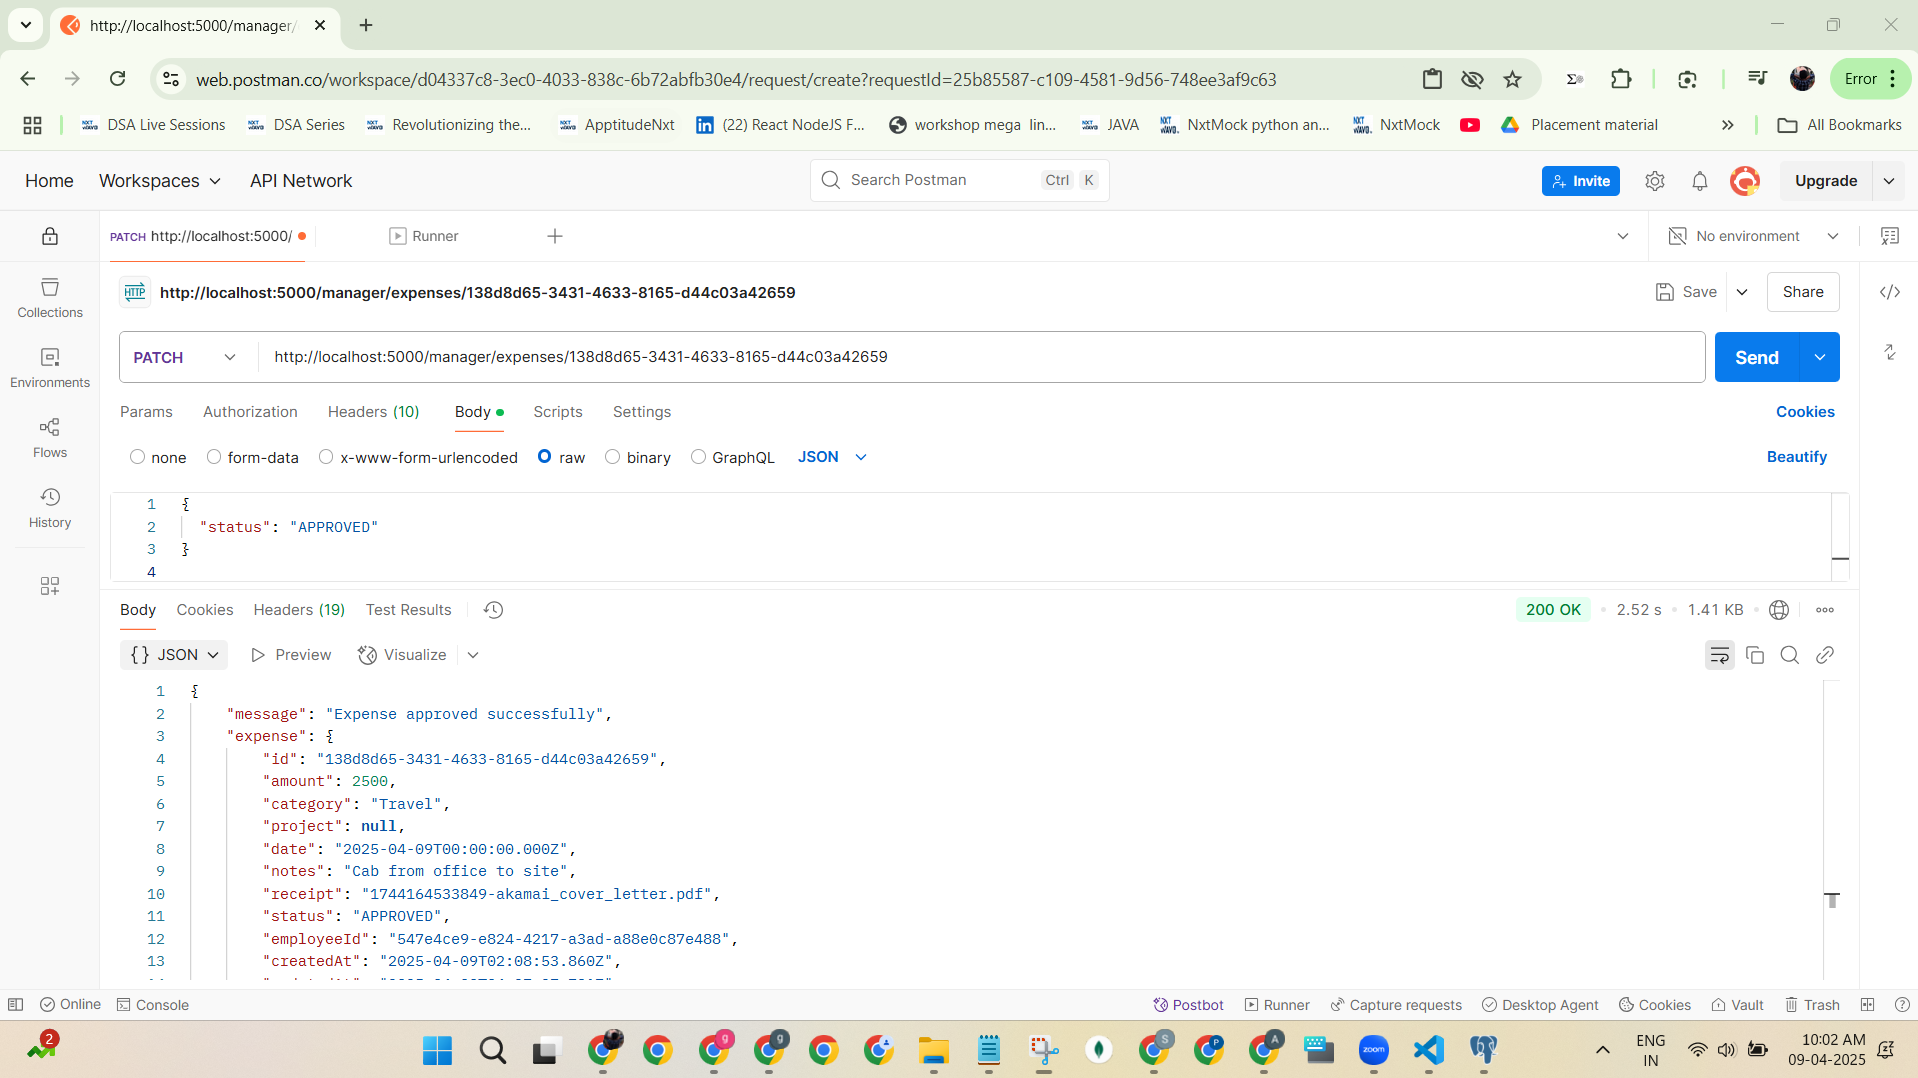 http://localhost:5000/manager/
web.postman.co/workspace/d04337c8-3ec0-4033-838c-6b72abfb30e4/request/create?requestId=25b85587-c109-4581-9d56-748ee3af9c63
Error
DSA Live Sessions
DSA Series
Revolutionizing the...
ApptitudeNxt
(22) React NodeJS F...
workshop mega lin...
JAVA
NxtMock python an...
NxtMock
Placement material
All Bookmarks
Home
Workspaces
API Network
Search Postman
Ctrl K
Invite
Upgrade
PATCH http://localhost:5000/
Runner
No environment
Collections
Environments
Flows
History
HTTP http://localhost:5000/manager/expenses/138d8d65-3431-4633-8165-d44c03a42659
Save
Share
PATCH
http://localhost:5000/manager/expenses/138d8d65-3431-4633-8165-d44c03a42659
Send
Params
Authorization
Headers (10)
Body
Scripts
Settings
Cookies
none
form-data
x-www-form-urlencoded
raw
binary
GraphQL
JSON
Beautify
1 {
2 "status": "APPROVED"
3 }
4
Body
Cookies
Headers (19)
Test Results
200 OK
2.52 s
1.41 KB
{} JSON
Preview
Visualize
1 {
2 "message": "Expense approved successfully",
3 "expense": {
4 "id": "138d8d65-3431-4633-8165-d44c03a42659",
5 "amount": 2500,
6 "category": "Travel",
7 "project": null,
8 "date": "2025-04-09T00:00:00.000Z",
9 "notes": "Cab from office to site",
10 "receipt": "1744164533849-akamai_cover_letter.pdf",
11 "status": "APPROVED",
12 "employeeId": "547e4ce9-e824-4217-a3ad-a88e0c87e488",
13 "createdAt": "2025-04-09T02:08:53.860Z",
Online
Console
Postbot
Runner
Capture requests
Desktop Agent
Cookies
Vault
Trash
2
zoom
ENG
IN
10:02 AM
09-04-2025